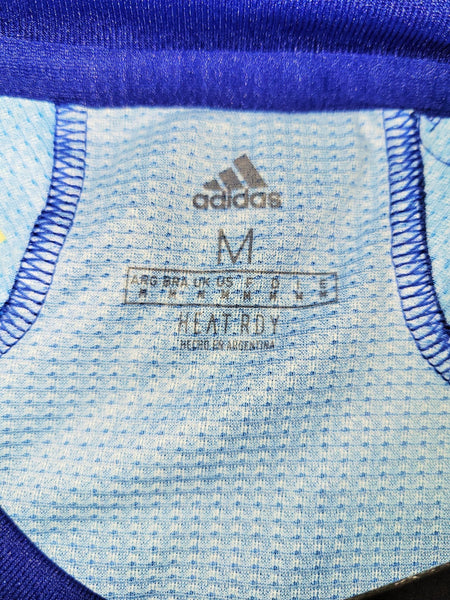 adidas
M
ARG BRA UK US F D I E
M M M M M M M M
HEAT.RDY
HECHO EN ARGENTINA